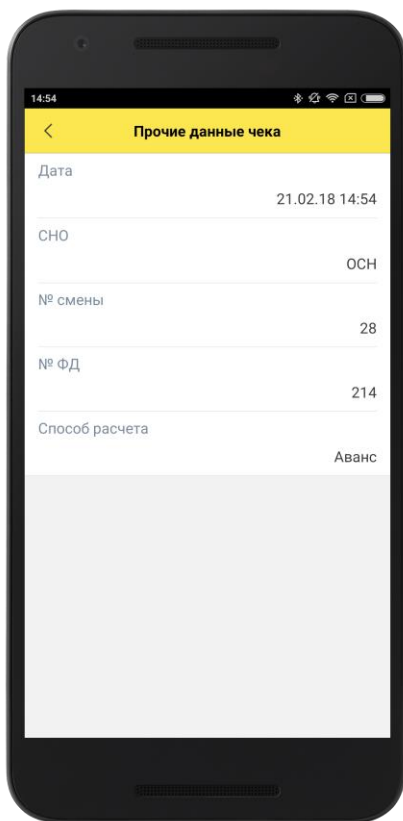 14:54
Прочие данные чека
Дата
21.02.18 14:54
СНО
ОСН
№ смены
28
№ ФД
214
Способ расчета
Аванс